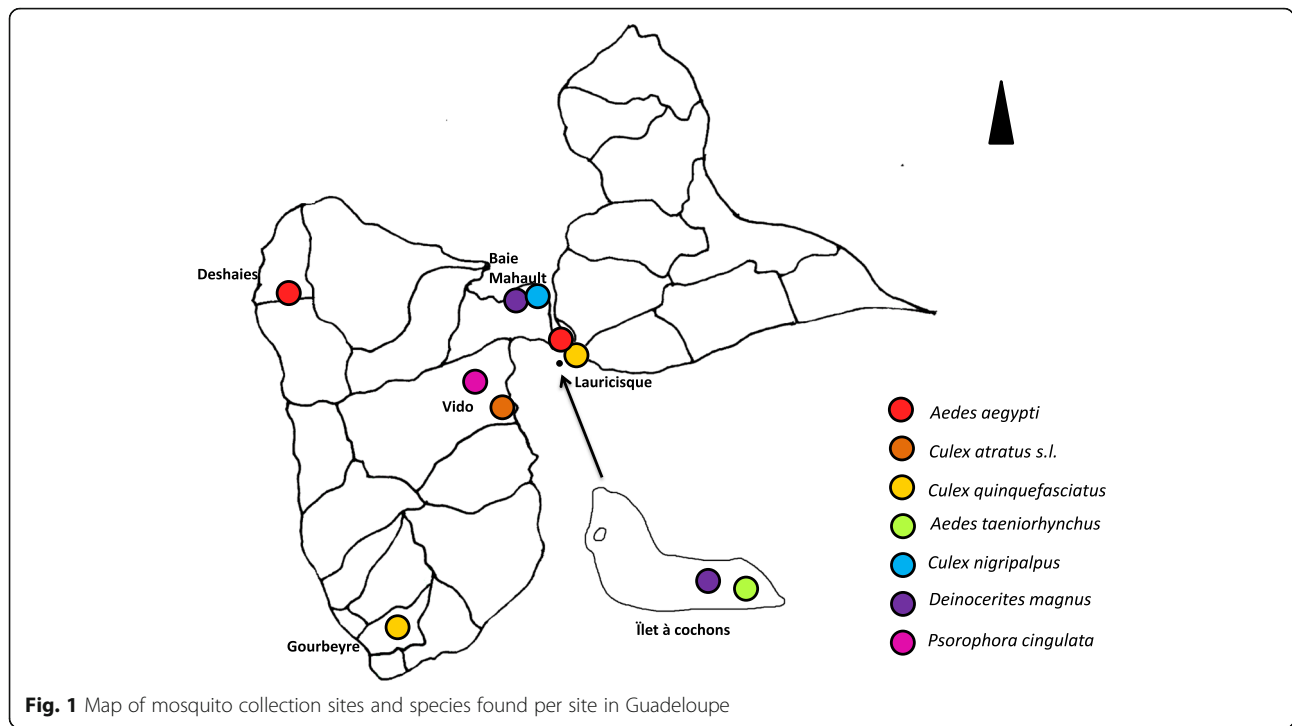 Deshaies
Baie
Mahault
Lauricisque
Vido
Gourbeyre
Ïlet à cochons
Aedes aegypti
Culex atratus s.l.
Culex quinquefasciatus
Aedes taeniorhynchus
Culex nigripalpus
Deinocerites magnus
Psorophora cingulata
Fig. 1 Map of mosquito collection sites and species found per site in Guadeloupe